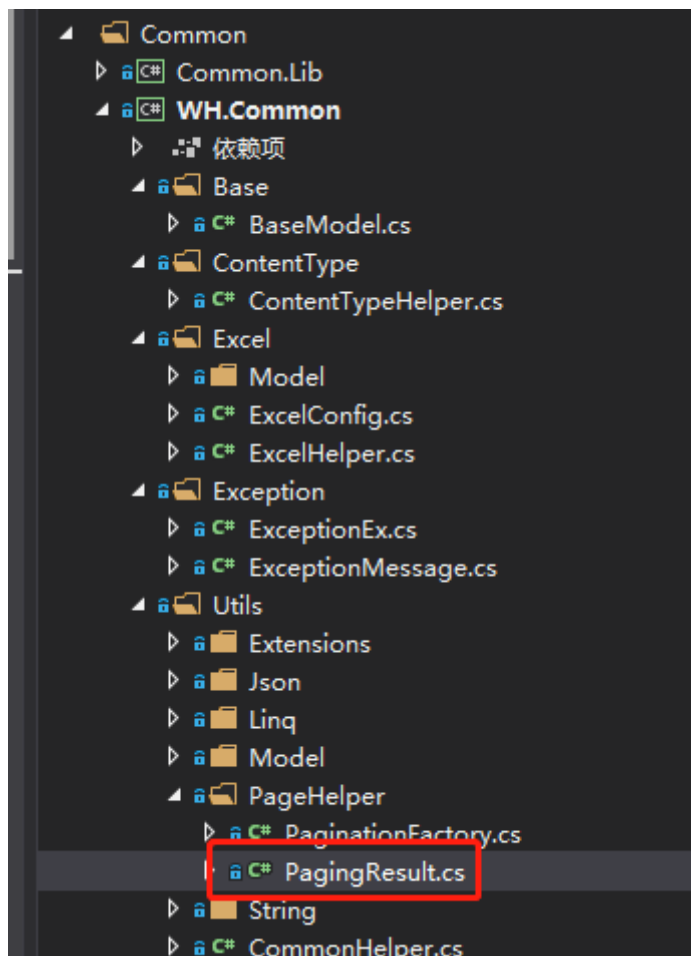 Common
C# Common.Lib
C# WH.Common
依赖项
Base
C# BaseModel.cs
ContentType
C# ContentTypeHelper.cs
Excel
Model
C# ExcelConfig.cs
C# ExcelHelper.cs
Exception
C# ExceptionEx.cs
C# ExceptionMessage.cs
Utils
Extensions
Json
Linq
Model
PageHelper
C# PaginationFactory.cs
C# PagingResult.cs
String
C# CommonHelper.cs